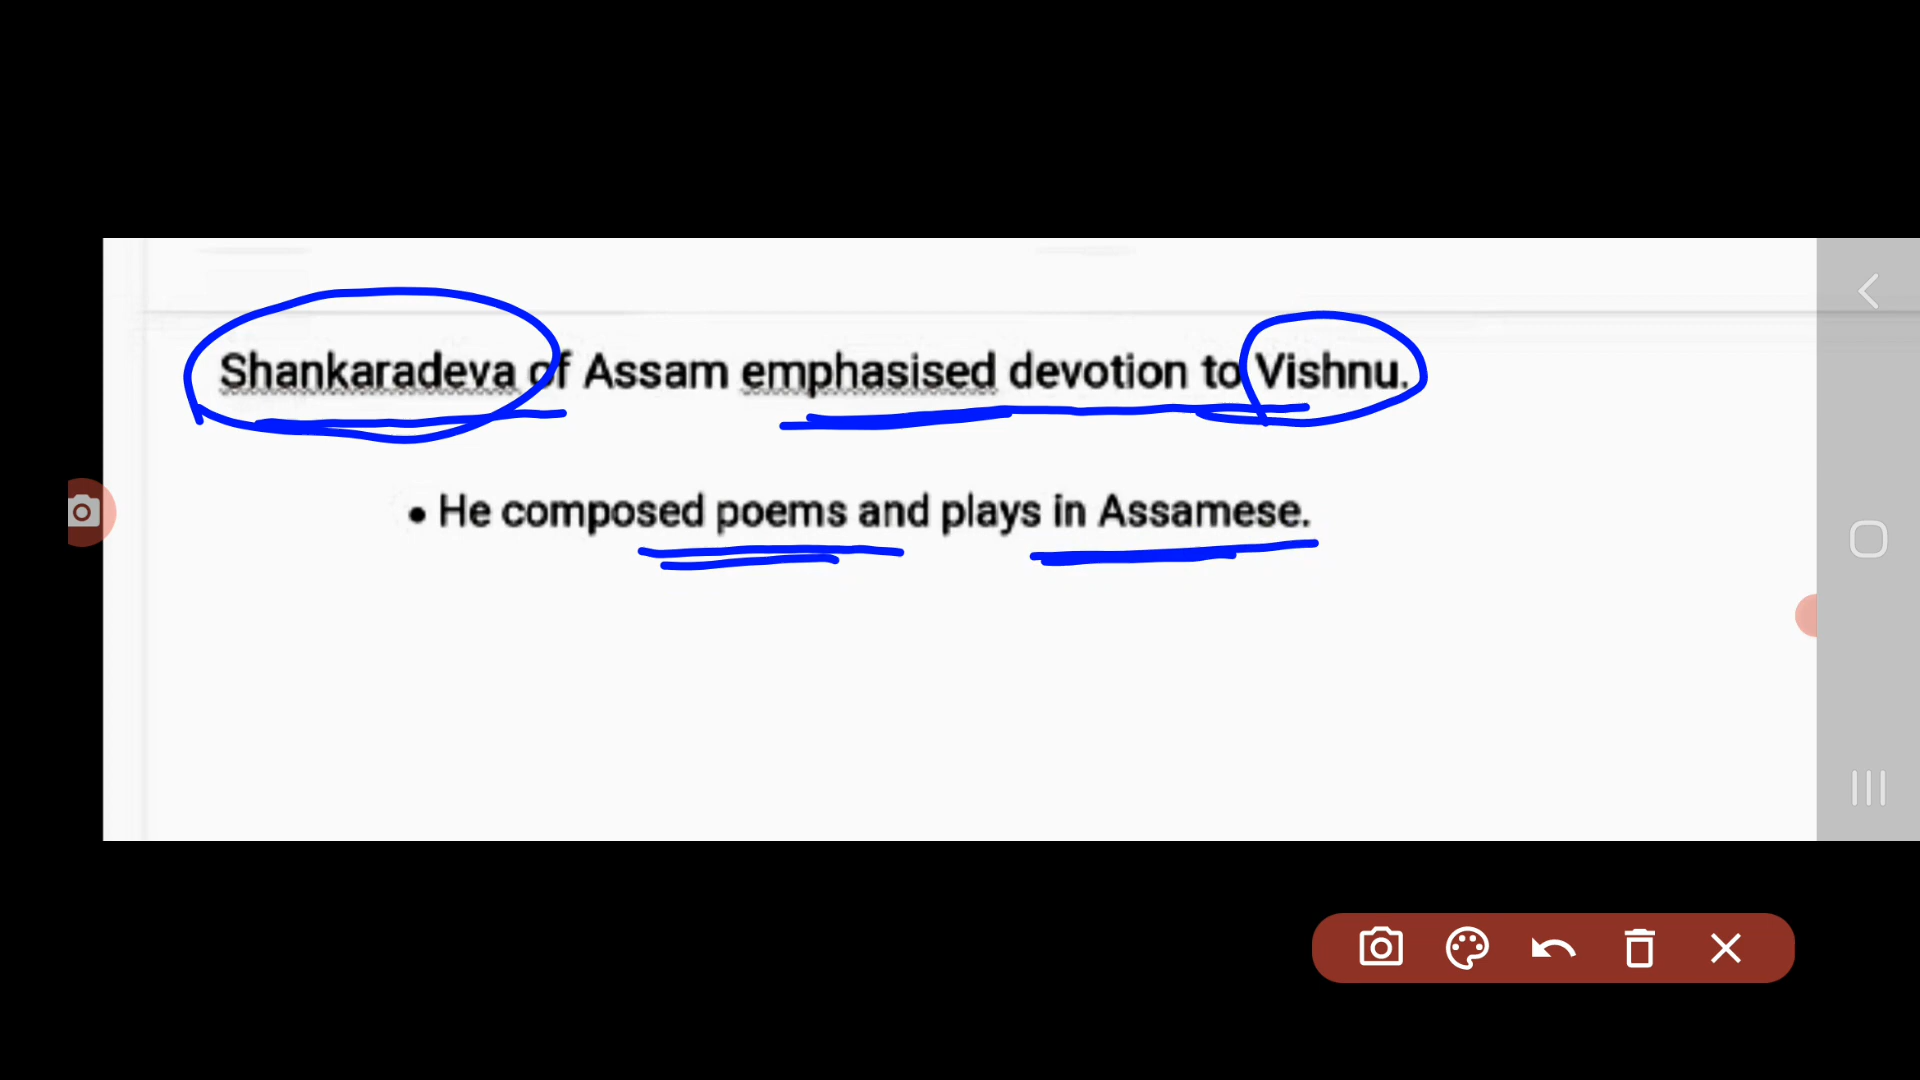 Shankaradeva of Assam emphasised devotion to Vishnu.
• He composed poems and plays in Assamese.